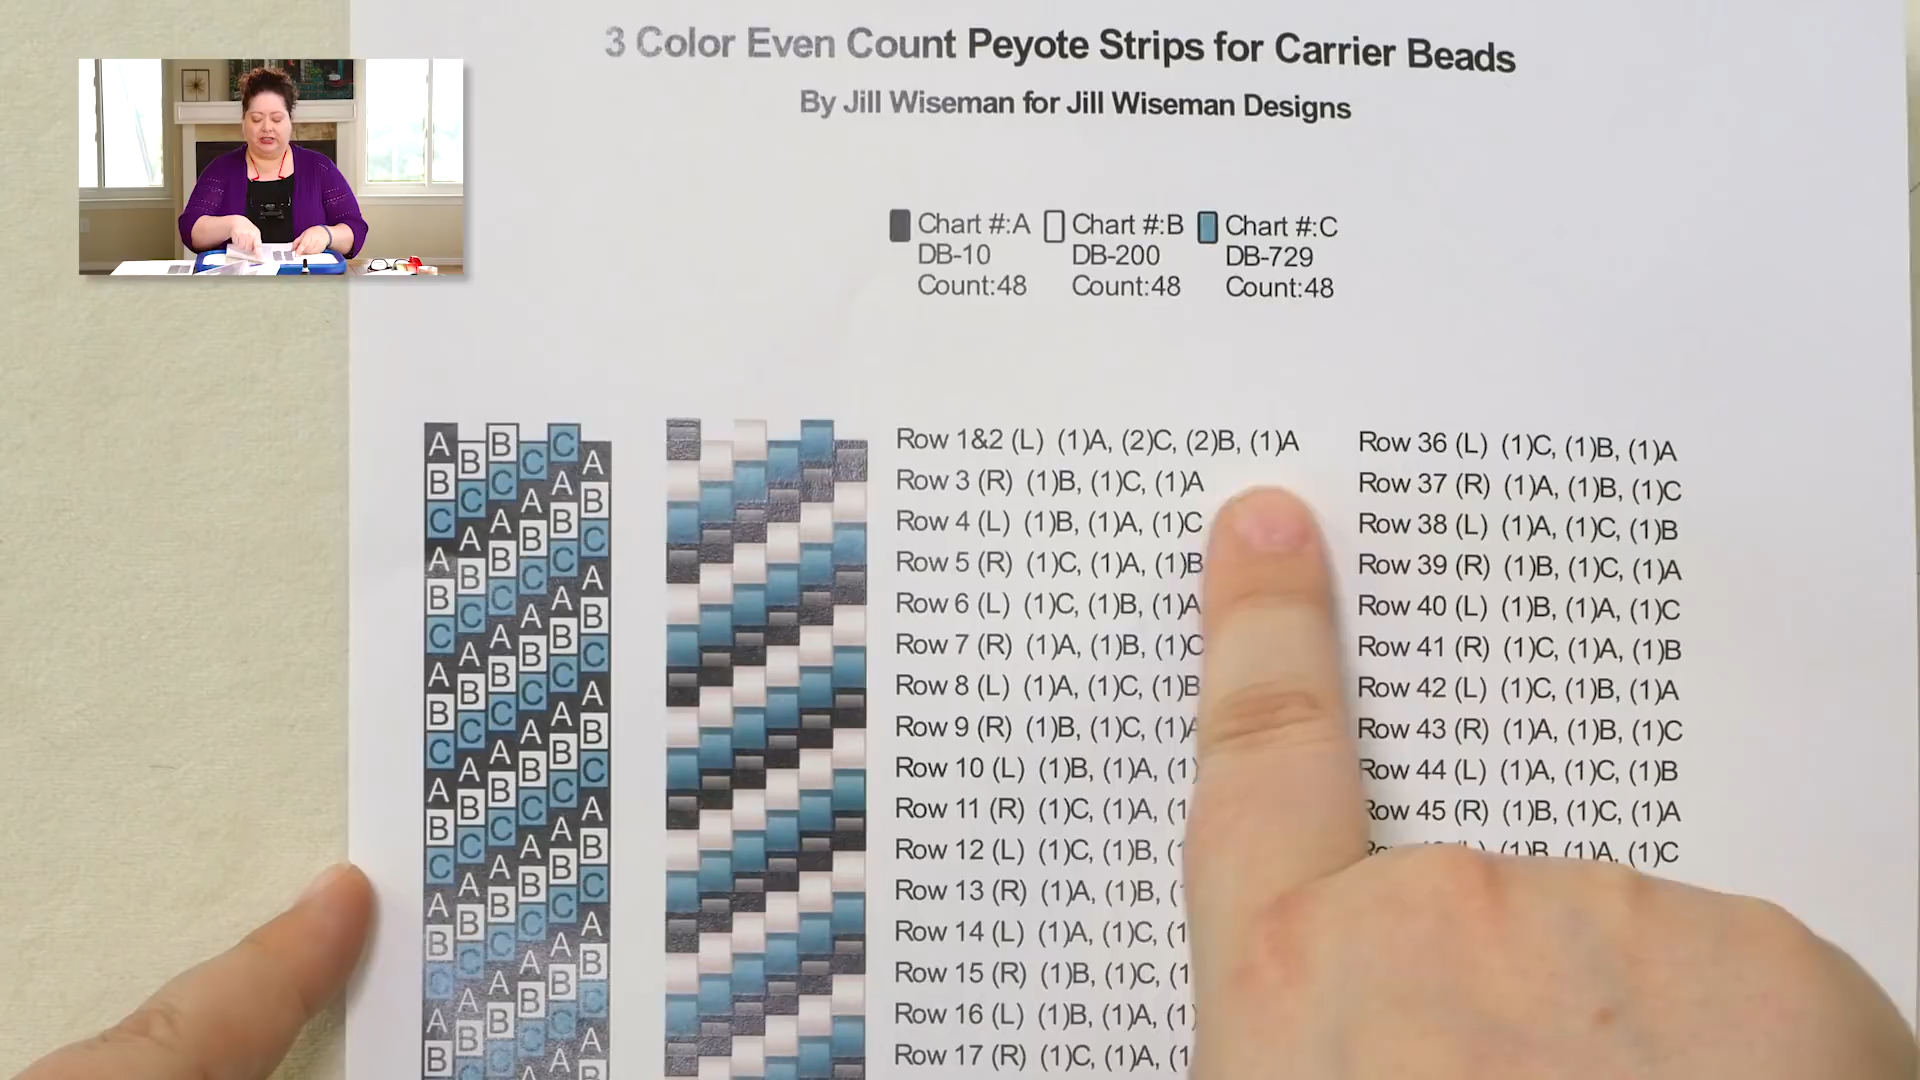 3 Color Even Count Peyote Strips for Carrier Beads
By Jill Wiseman for Jill Wiseman Designs
Chart #:A Chart #:B Chart #:C
DB-10 DB-200 DB-729
Count:48 Count:48 Count:48
Row 1&2 (L) (1)A, (2)C, (2)B, (1)A
Row 3 (R) (1)B, (1)C, (1)A
Row 4 (L) (1)B, (1)A, (1)C
Row 5 (R) (1)C, (1)A, (1)B
Row 6 (L) (1)C, (1)B, (1)A
Row 7 (R) (1)A, (1)B, (1)C
Row 8 (L) (1)A, (1)C, (1)B
Row 9 (R) (1)B, (1)C, (1)A
Row 10 (L) (1)B, (1)A, (1)
Row 11 (R) (1)C, (1)A, (1
Row 12 (L) (1)C, (1)B, (
Row 13 (R) (1)A, (1)B, (
Row 14 (L) (1)A, (1)C, (1
Row 15 (R) (1)B, (1)C, (1
Row 16 (L) (1)B, (1)A, (1)
Row 17 (R) (1)C, (1)A, (1
Row 36 (L) (1)C, (1)B, (1)A
Row 37 (R) (1)A, (1)B, (1)C
Row 38 (L) (1)A, (1)C, (1)B
Row 39 (R) (1)B, (1)C, (1)A
Row 40 (L) (1)B, (1)A, (1)C
Row 41 (R) (1)C, (1)A, (1)B
Row 42 (L) (1)C, (1)B, (1)A
Row 43 (R) (1)A, (1)B, (1)C
Row 44 (L) (1)A, (1)C, (1)B
Row 45 (R) (1)B, (1)C, (1)A
(1)B, (1)A, (1)C